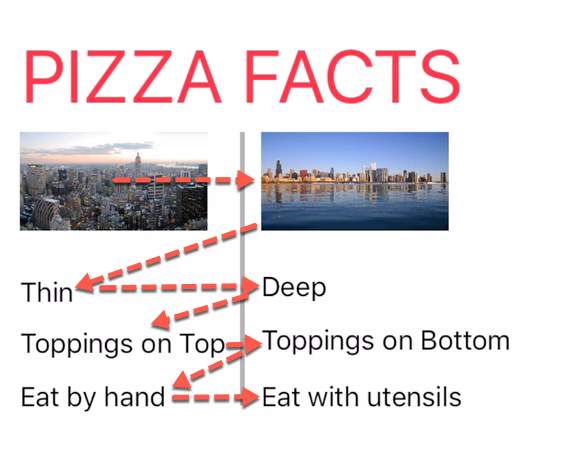 PIZZA FACTS
Thin
Deep
Toppings on Top
Toppings on Bottom
Eat by hand
Eat with utensils